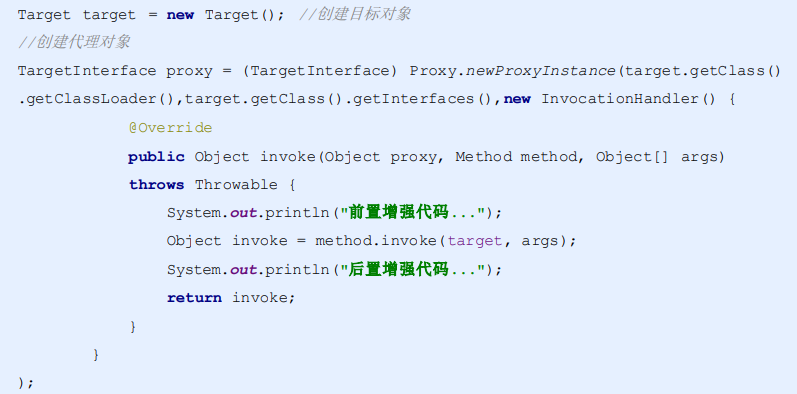 Target target = new Target(); //创建目标对象
//创建代理对象
TargetInterface proxy = (TargetInterface) Proxy.newProxyInstance(target.getClass()
.getClassLoader(),target.getClass().getInterfaces(),new InvocationHandler() {
@Override
public Object invoke(Object proxy, Method method, Object[] args)
throws Throwable {
System.out.println("前置增强代码...");
Object invoke = method.invoke(target, args);
System.out.println("后置增强代码...");
return invoke;
}
}
);